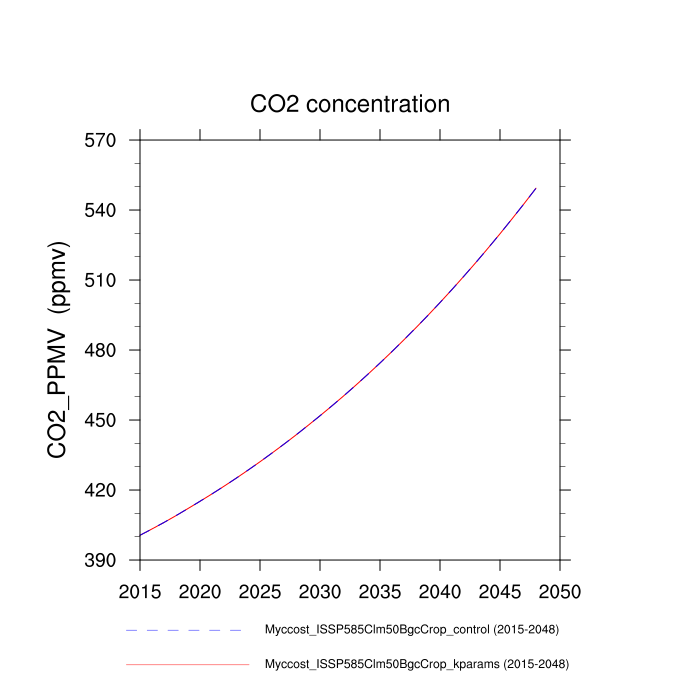 CO2 concentration
570
540
510
480
450
420
390
CO2_PPMV (ppmv)
2015 2020 2025 2030 2035 2040 2045 2050
Myccost_ISSP585Clm50BgcCrop_control (2015-2048)
Myccost_ISSP585Clm50BgcCrop_kparams (2015-2048)